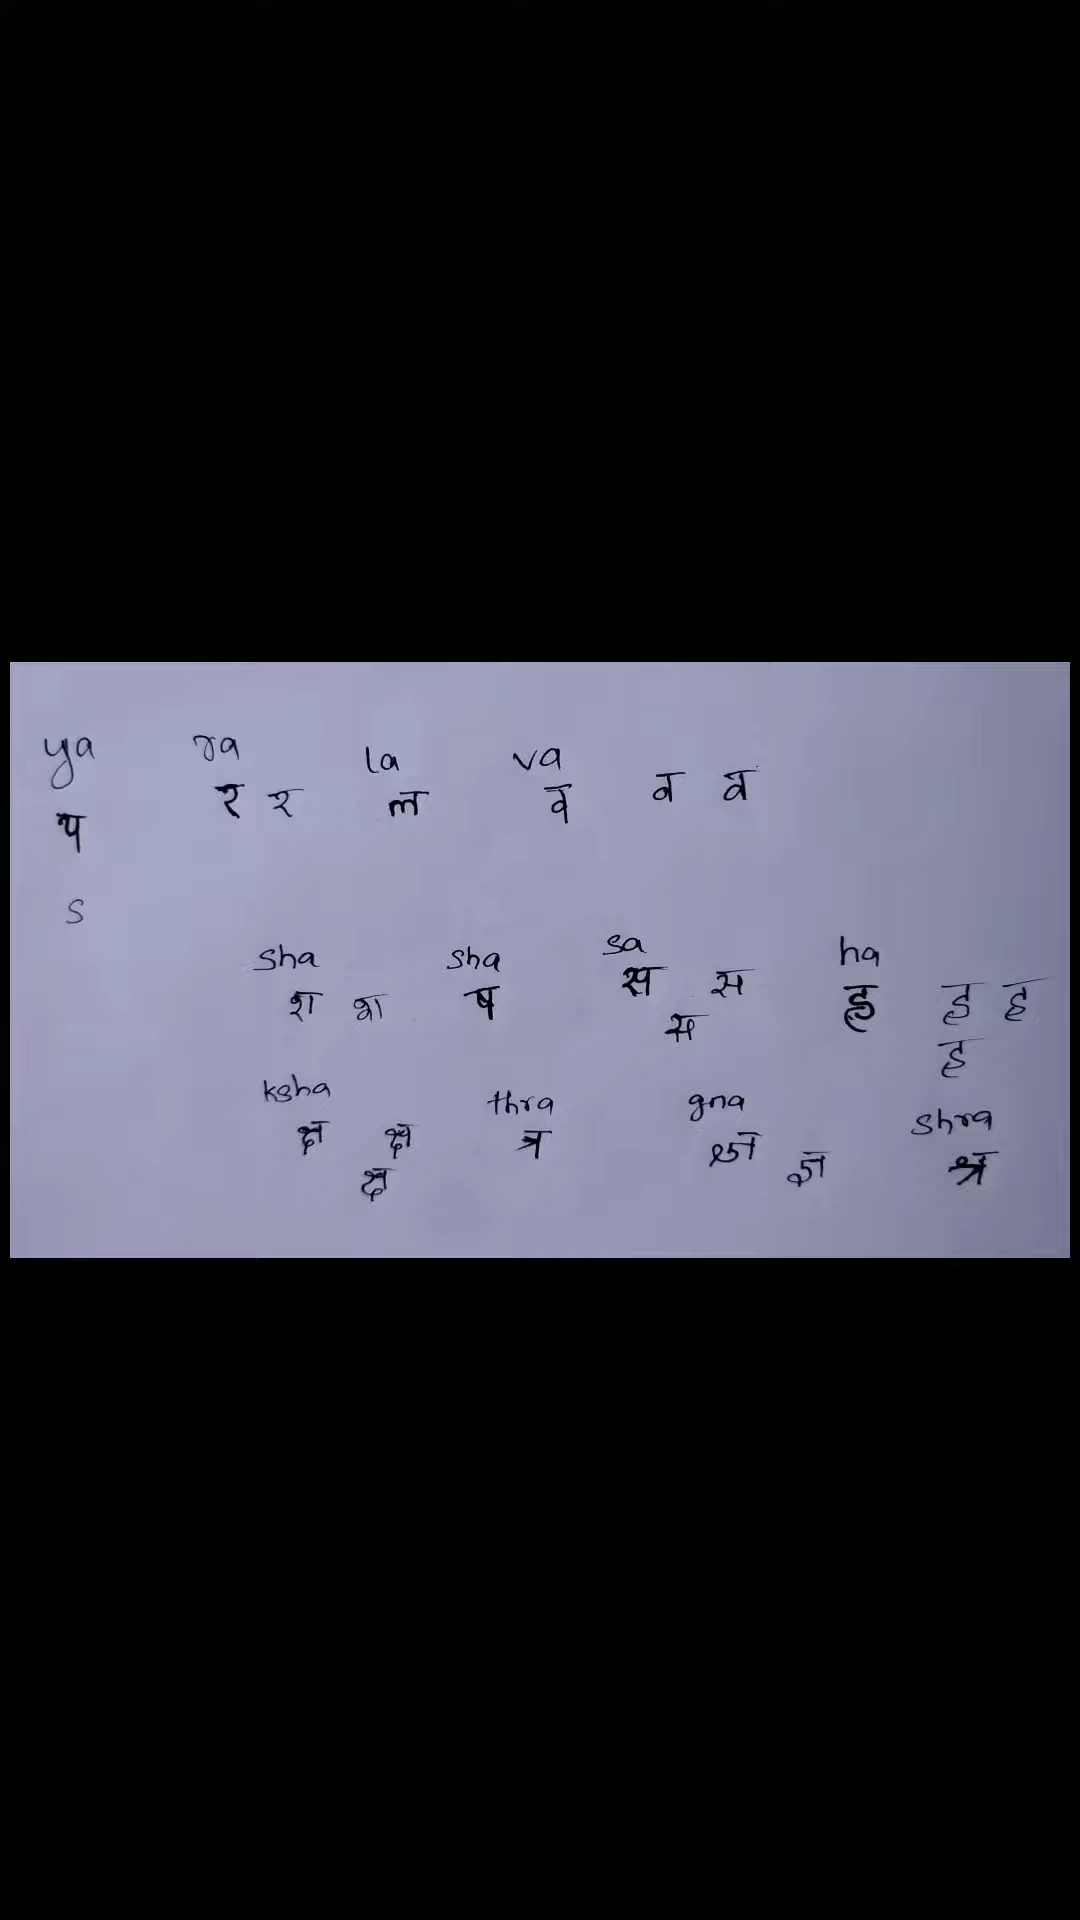 ya ra la va
य र र ल व व व
s
sha sha sa ha
श श ष स स ह ह ह
स ह
ksha thra gna shra
क्ष क्ष त्र ज्ञ ज्ञ श्र
क्ष